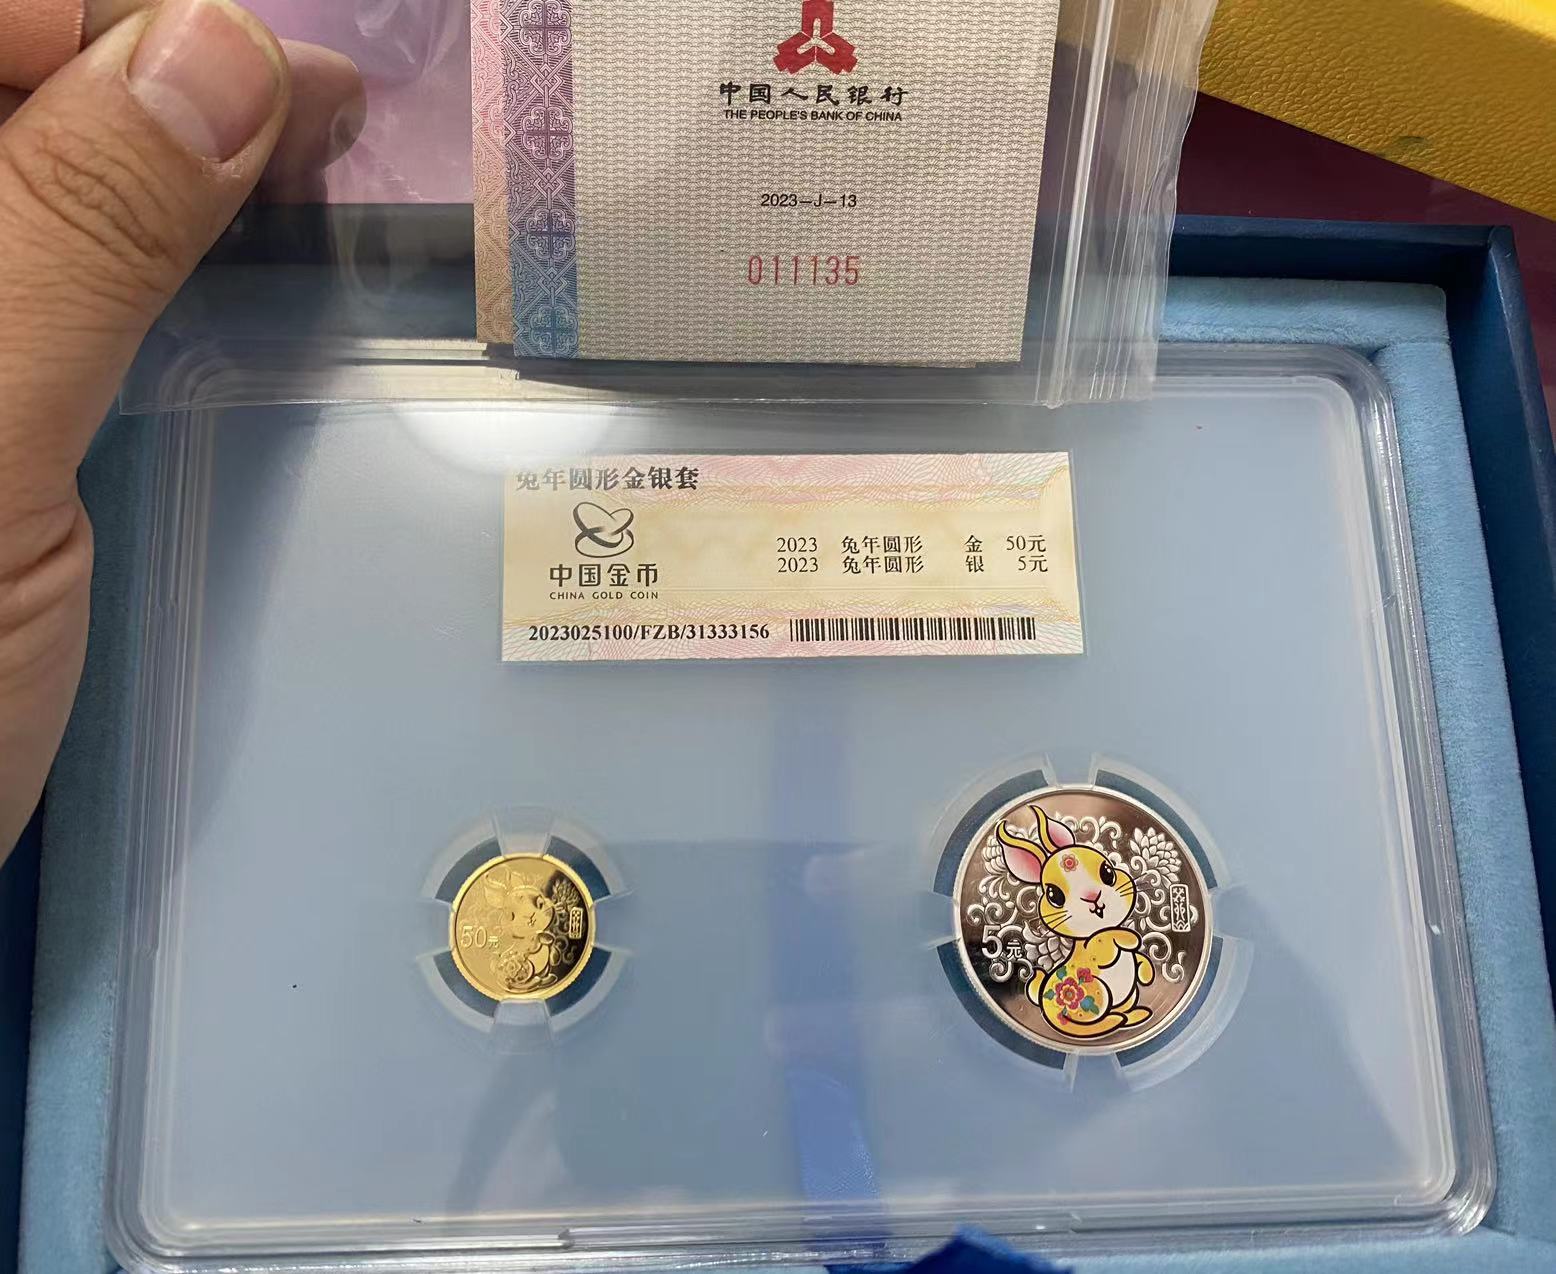 中国人民银行
THE PEOPLE'S BANK OF CHINA
2023-J-13
011135
兔年圆形金银套
2023 兔年圆形 金 50元
2023 兔年圆形 银 5元
中国金币
CHINA GOLD COIN
2023025100/FZB/31333156
50元
5元